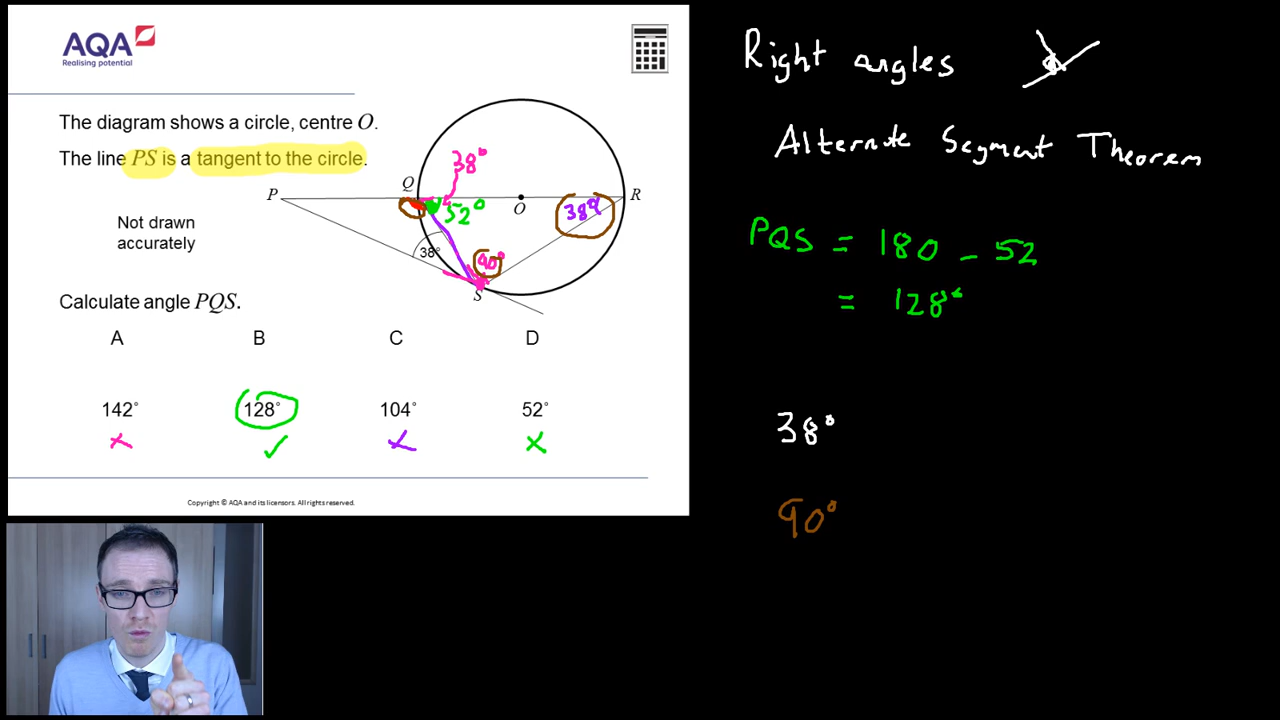 AQA
Realising potential
The diagram shows a circle, centre O.
The line PS is a tangent to the circle.
38°
Q
P
52°
O
38°
R
Not drawn
accurately
38°
90°
S
Calculate angle PQS.
A B C D
142° 128° 104° 52°
Copyright © AQA and its licensors. All rights reserved.
Right angles
Alternate Segment Theorem
PQS = 180 - 52
= 128°
38°
90°